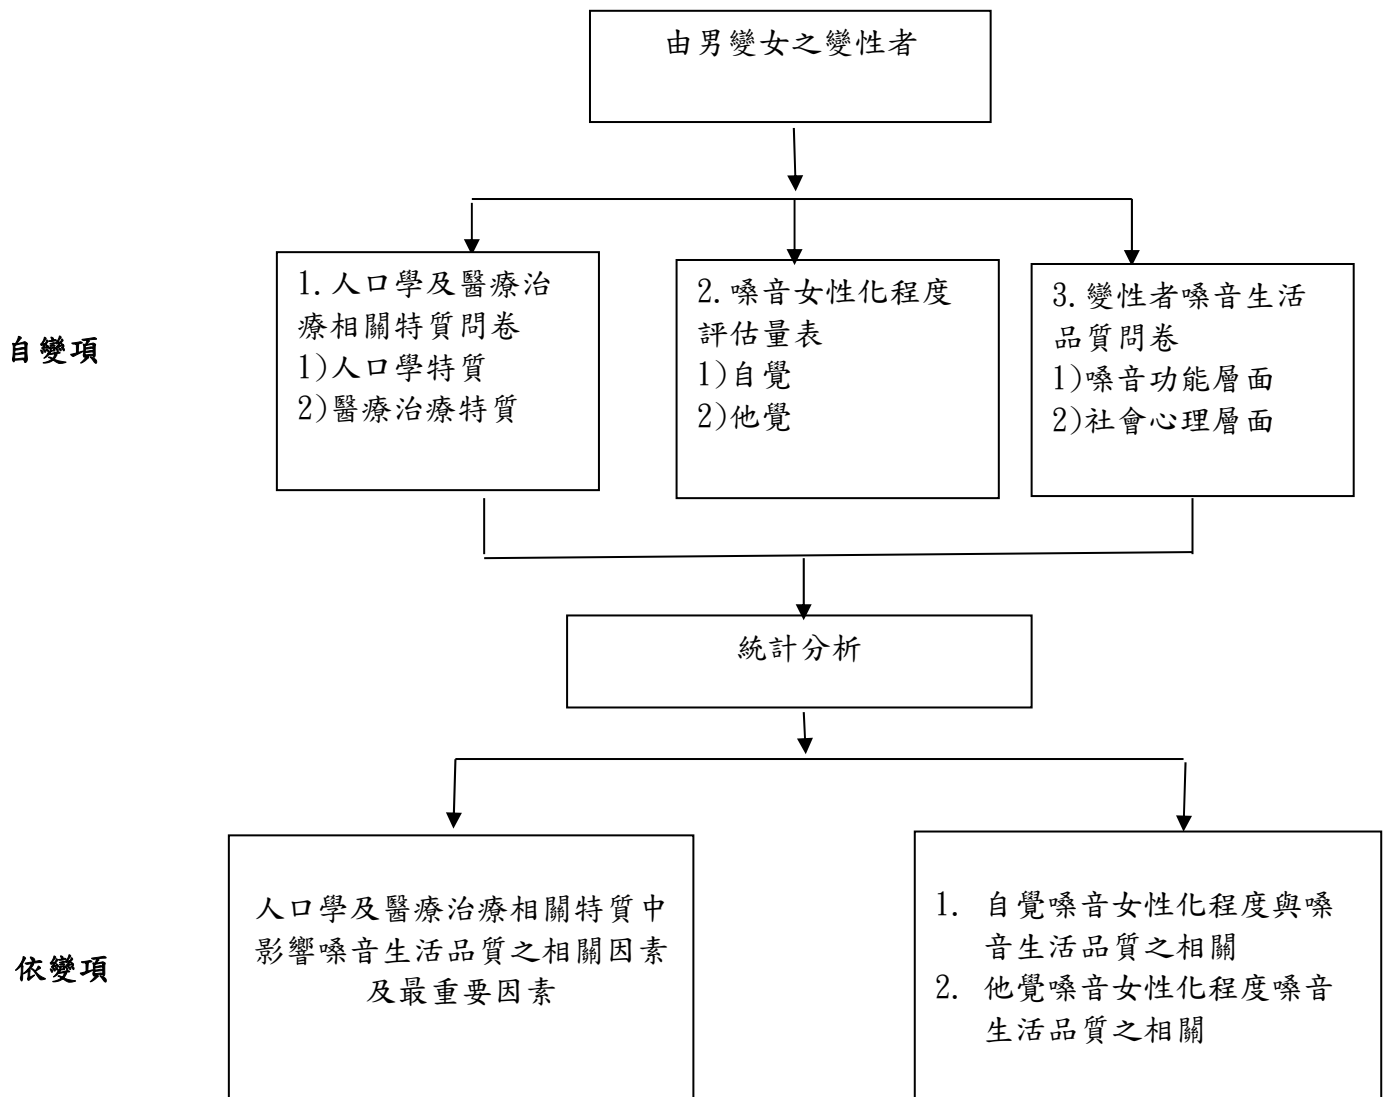 由男變女之變性者
自變項
1.人口學及醫療治
療相關特質問卷
1)人口學特質
2)醫療治療特質
2.嗓音女性化程度
評估量表
1)自覺
2)他覺
3.變性者嗓音生活
品質問卷
1)嗓音功能層面
2)社會心理層面
統計分析
依變項
人口學及醫療治療相關特質中
影響嗓音生活品質之相關因素
及最重要因素
1. 自覺嗓音女性化程度與嗓
音生活品質之相關
2. 他覺嗓音女性化程度嗓音
生活品質之相關